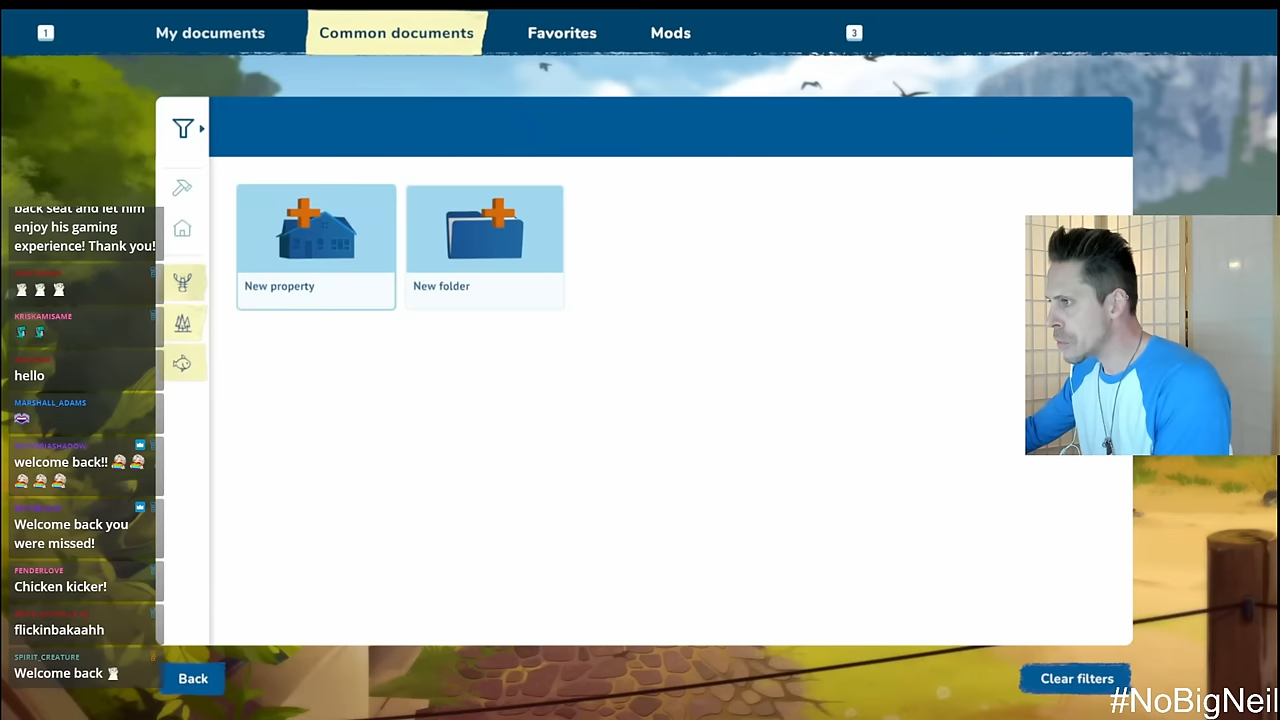 1
My documents
Common documents
Favorites
Mods
3
back seat and let him
enjoy his gaming
experience! Thank you!
KRISKAMISAME
hello
MARSHALL_ADAMS
welcome back!!
Welcome back you
were missed!
FENDERLOVE
Chicken kicker!
flickinbakaahh
SPIRIT_CREATURE
Welcome back
New property
New folder
Back
Clear filters
#NoBigNeil